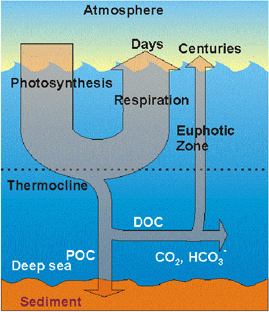 Atmosphere
Days
Centuries
Photosynthesis
Respiration
Euphotic
Zone
Thermocline
DOC
POC
CO₂, HCO₃⁻
Deep sea
Sediment